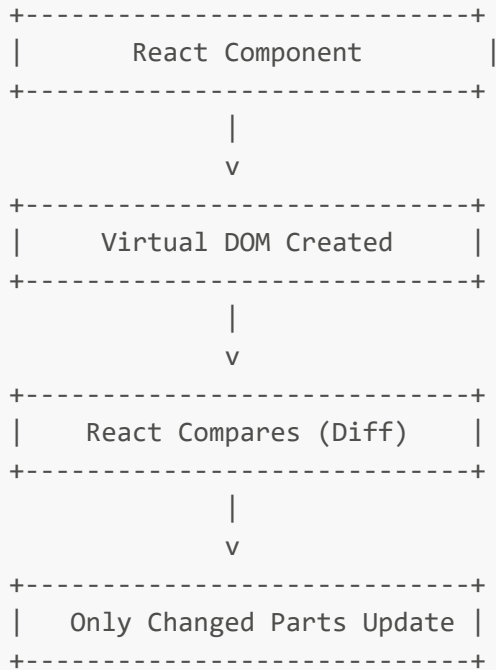 +-----------------------------+
|       React Component        |
+-----------------------------+
              |
              v
+-----------------------------+
|     Virtual DOM Created     |
+-----------------------------+
              |
              v
+-----------------------------+
|    React Compares (Diff)    |
+-----------------------------+
              |
              v
+-----------------------------+
|   Only Changed Parts Update |
+-----------------------------+